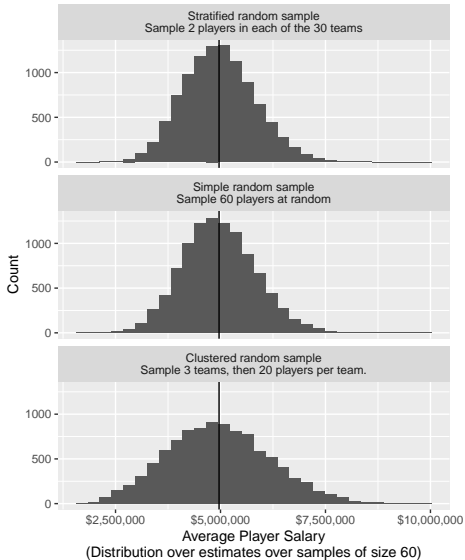 Stratified random sample
Sample 2 players in each of the 30 teams
1000
500
0
Simple random sample
Sample 60 players at random
1000
500
0
Count
Clustered random sample
Sample 3 teams, then 20 players per team.
1000
500
0
$2,500,000 $5,000,000 $7,500,000 $10,000,000
Average Player Salary
(Distribution over estimates over samples of size 60)